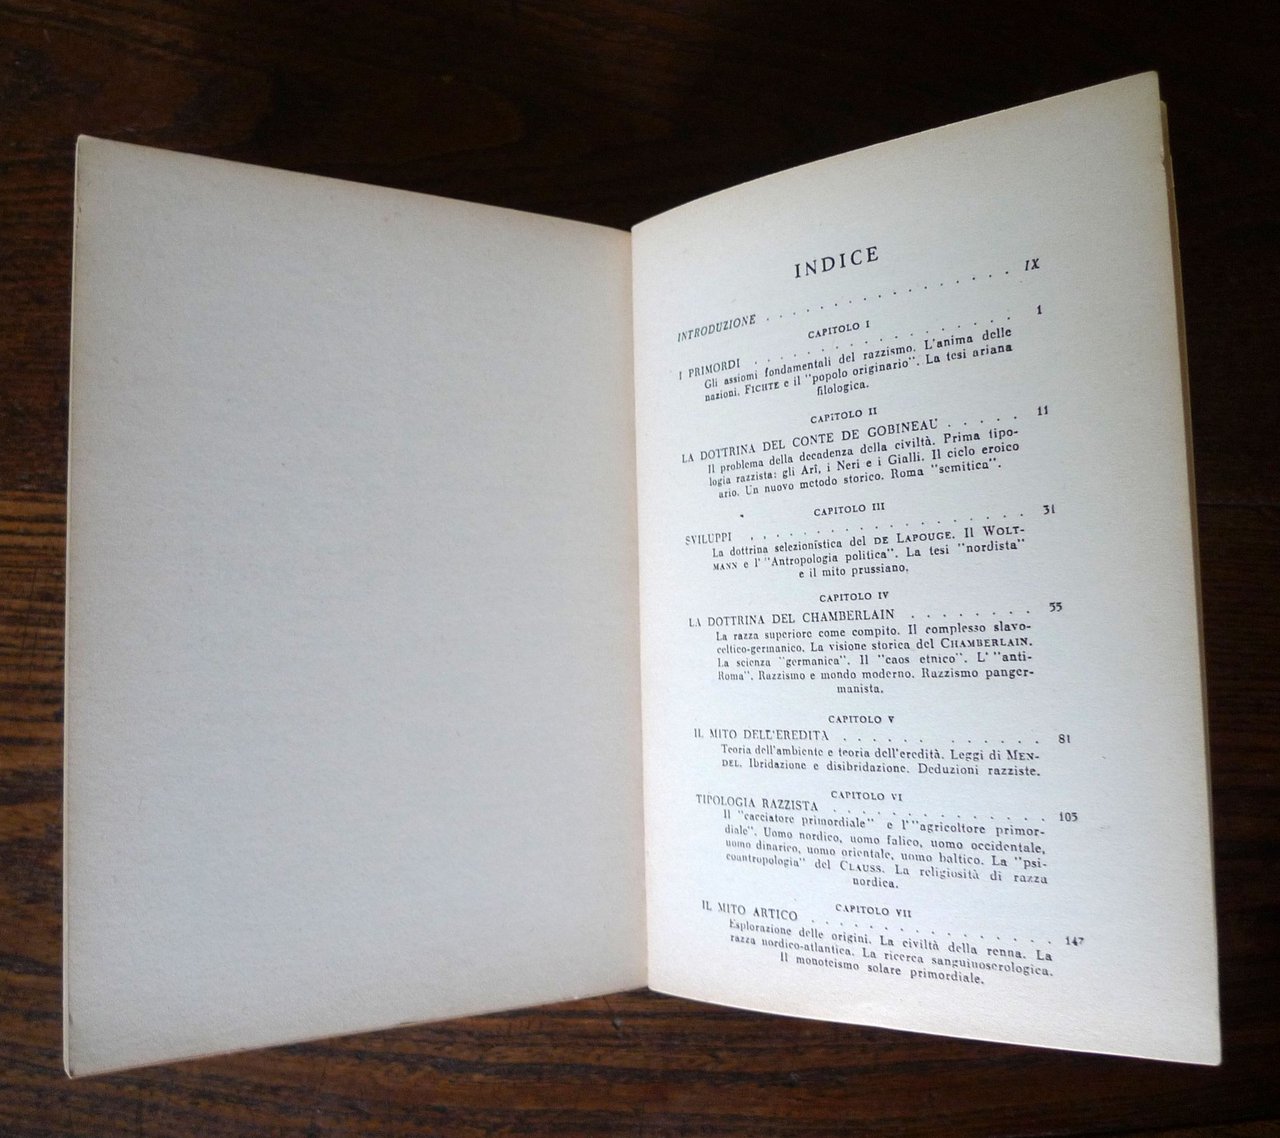 INDICE
INTRODUZIONE . . . . . . . . . . . . . . . . . IX
CAPITOLO I
I PRIMORDI . . . . . . . . . . . . . . . . . 1
Gli assiomi fondamentali del razzismo. L'anima delle
nazioni. FICHTE e il "popolo originario". La tesi ariana
filologica.
CAPITOLO II
LA DOTTRINA DEL CONTE DE GOBINEAU . . . . . 11
Il problema della decadenza della civiltà. Prima tipo-
logia razzista: gli Arî, i Neri e i Gialli. Il ciclo eroico
ario. Un nuovo metodo storico. Roma "semitica".
CAPITOLO III
SVILUPPI . . . . . . . . . . . . . . . . . 31
La dottrina selezionistica del DE LAPOUGE. Il WOLT-
MANN e l' "Antropologia politica". La tesi "nordista"
e il mito prussiano.
CAPITOLO IV
LA DOTTRINA DEL CHAMBERLAIN . . . . . . . . 55
La razza superiore come compito. Il complesso slavo-
celtico-germanico. La visione storica del CHAMBERLAIN.
La scienza "germanica". Il "caos etnico". L' "anti-
Roma". Razzismo e mondo moderno. Razzismo panger-
manista.
CAPITOLO V
IL MITO DELL'EREDITA . . . . . . . . . . . . 81
Teoria dell'ambiente e teoria dell'eredità. Leggi di MEN-
DEL. Ibridazione e disibridazione. Deduzioni razziste.
CAPITOLO VI
TIPOLOGIA RAZZISTA . . . . . . . . . . . . . 105
Il "cacciatore primordiale" e l' "agricoltore primor-
diale". Uomo nordico, uomo falico, uomo occidentale,
uomo dinarico, uomo orientale, uomo baltico. La "psi-
coantropologia" del CLAUSS. La religiosità di razza
nordica.
CAPITOLO VII
IL MITO ARTICO . . . . . . . . . . . . . . 147
Esplorazione delle origini. La civiltà della renna. La
razza nordico-atlantica. La ricerca sanguinoserologica.
Il monoteismo solare primordiale.